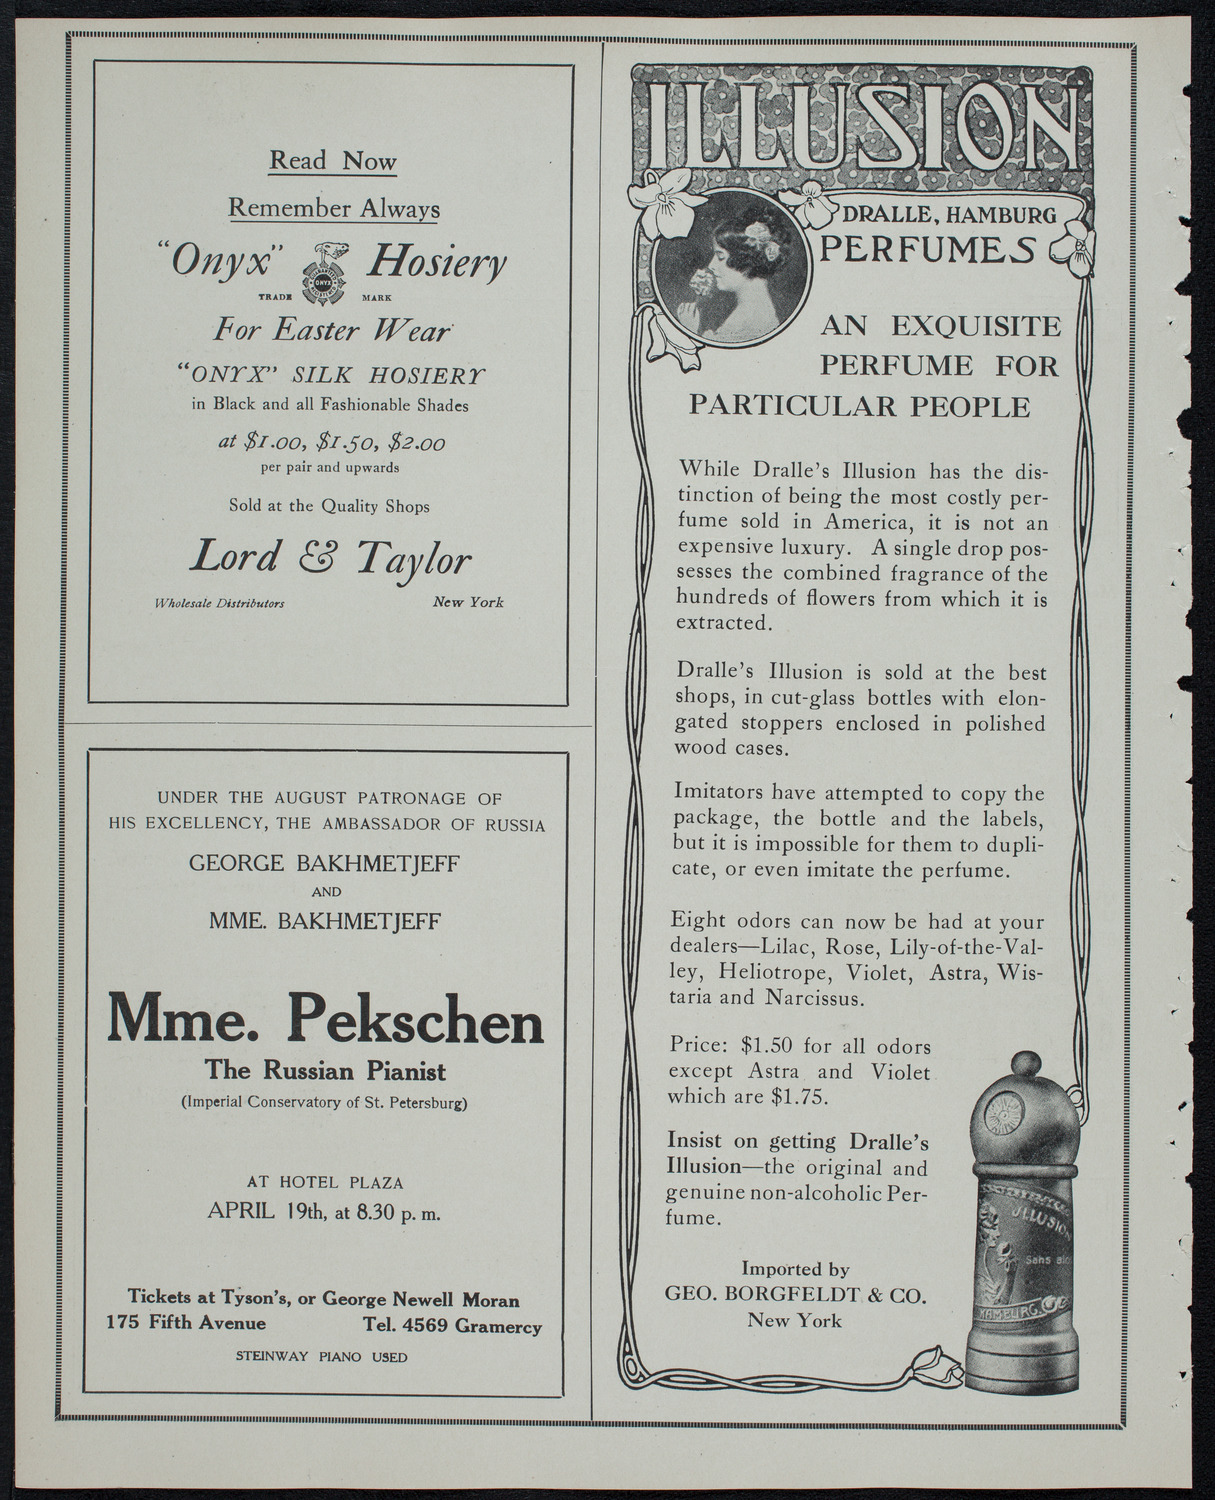 Read Now
Remember Always
"Onyx" Hosiery
ONYX
TRADE MARK
For Easter Wear
"ONYX" SILK HOSIERY
in Black and all Fashionable Shades
at $1.00, $1.50, $2.00
per pair and upwards
Sold at the Quality Shops
Lord & Taylor
Wholesale Distributors New York
UNDER THE AUGUST PATRONAGE OF
HIS EXCELLENCY, THE AMBASSADOR OF RUSSIA
GEORGE BAKHMETJEFF
AND
MME. BAKHMETJEFF
Mme. Pekschen
The Russian Pianist
(Imperial Conservatory of St. Petersburg)
AT HOTEL PLAZA
APRIL 19th, at 8.30 p. m.
Tickets at Tyson's, or George Newell Moran
175 Fifth Avenue Tel. 4569 Gramercy
STEINWAY PIANO USED
ILLUSION
DRALLE, HAMBURG
PERFUMES
AN EXQUISITE
PERFUME FOR
PARTICULAR PEOPLE
While Dralle's Illusion has the dis-
tinction of being the most costly per-
fume sold in America, it is not an
expensive luxury. A single drop pos-
sesses the combined fragrance of the
hundreds of flowers from which it is
extracted.
Dralle's Illusion is sold at the best
shops, in cut-glass bottles with elon-
gated stoppers enclosed in polished
wood cases.
Imitators have attempted to copy the
package, the bottle and the labels,
but it is impossible for them to dupli-
cate, or even imitate the perfume.
Eight odors can now be had at your
dealers—Lilac, Rose, Lily-of-the-Val-
ley, Heliotrope, Violet, Astra, Wis-
taria and Narcissus.
Price: $1.50 for all odors
except Astra and Violet
which are $1.75.
Insist on getting Dralle's
Illusion—the original and
genuine non-alcoholic Per-
fume.
Imported by
GEO. BORGFELDT & CO.
New York
ILLUSION
Sans alc
HAMBURG